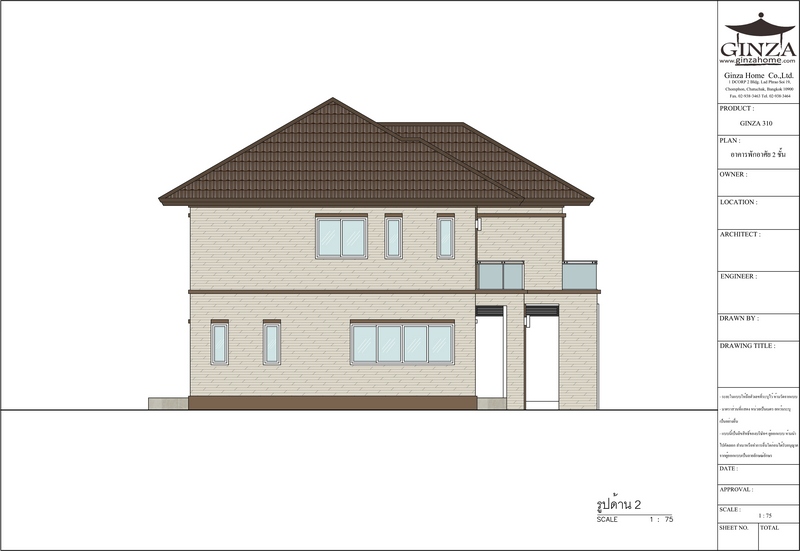 GINZA
www.ginzahome.com
Ginza Home Co.,Ltd.
1 DCORP 2 Bldg. Lad Phrao Soi 19,
Chomphon, Chatuchak, Bangkok 10900
Fax. 02-938-3463 Tel. 02-938-3464
PRODUCT :
GINZA 310
PLAN :
อาคารพักอาศัย 2 ชั้น
OWNER :
LOCATION :
ARCHITECT :
ENGINEER :
DRAWN BY :
DRAWING TITLE :
DATE :
APPROVAL :
SCALE :
1 : 75
SHEET NO. TOTAL
รูปด้าน 2
SCALE 1 : 75